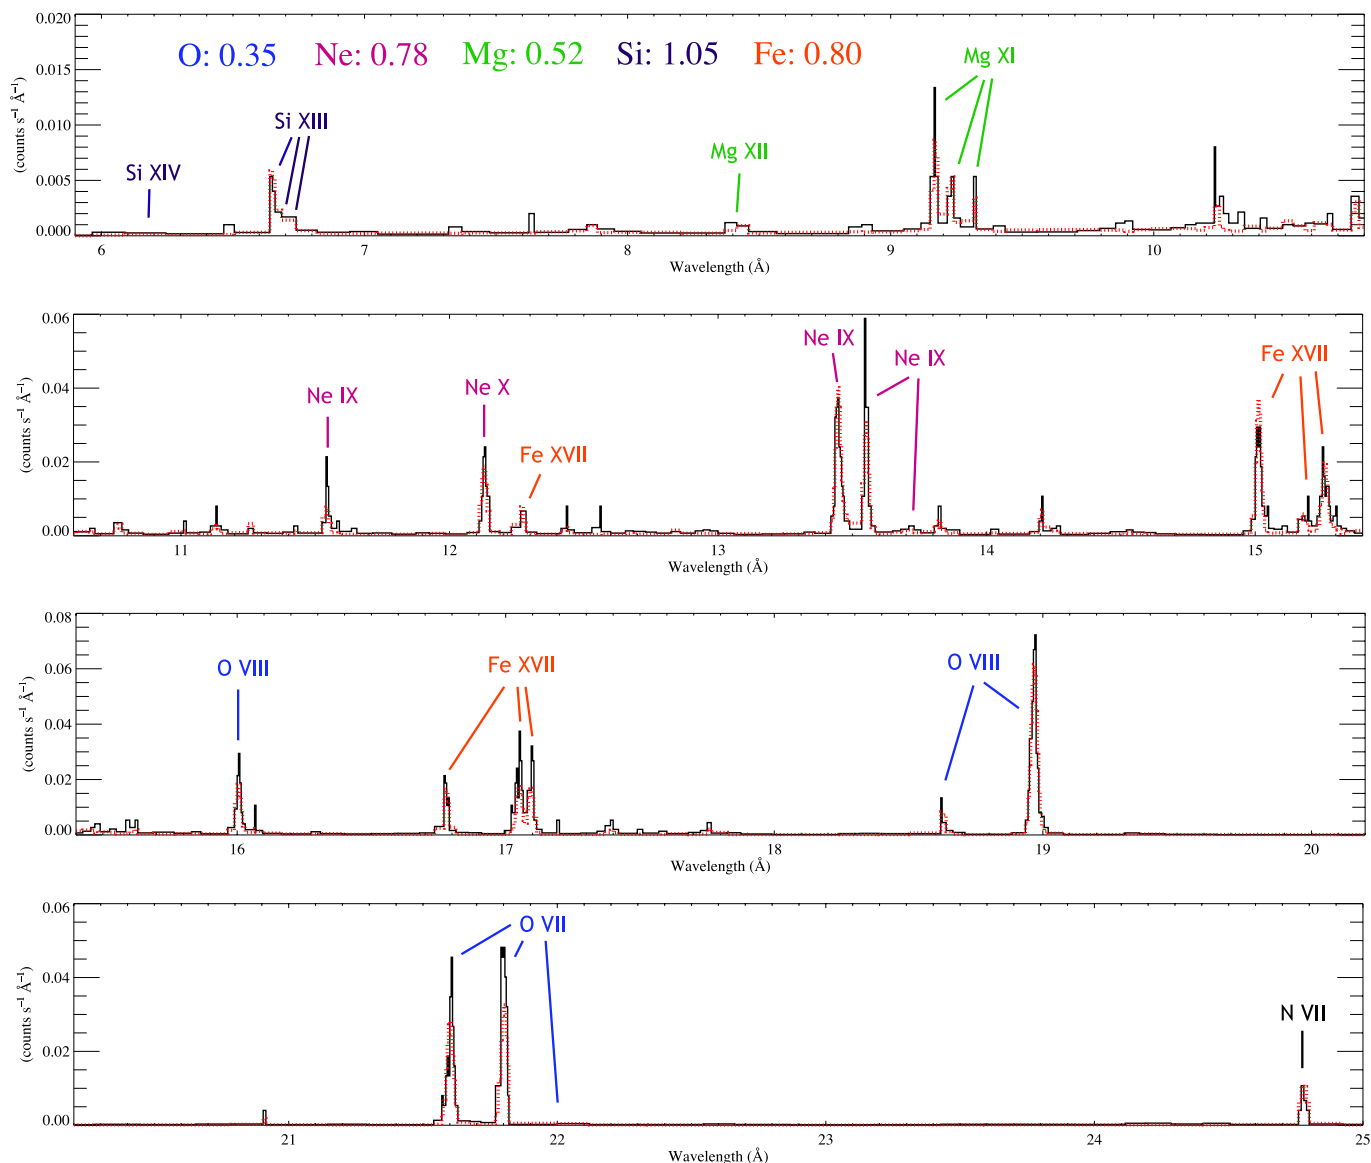 0.020
O: 0.35 Ne: 0.78 Mg: 0.52 Si: 1.05 Fe: 0.80
Mg XI
0.015
(counts s⁻¹ Å⁻¹)
0.010
Si XIII
Mg XII
Si XIV
0.005
0.000
6 7 8 9 10
Wavelength (Å)
0.06
Ne IX
Ne IX
Fe XVII
(counts s⁻¹ Å⁻¹)
0.04
Ne IX
Ne X
Fe XVII
0.02
0.00
11 12 13 14 15
Wavelength (Å)
0.08
O VIII
Fe XVII
O VIII
(counts s⁻¹ Å⁻¹)
0.06
0.04
0.02
0.00
16 17 18 19 20
Wavelength (Å)
0.06
O VII
(counts s⁻¹ Å⁻¹)
0.04
N VII
0.02
0.00
21 22 23 24 25
Wavelength (Å)